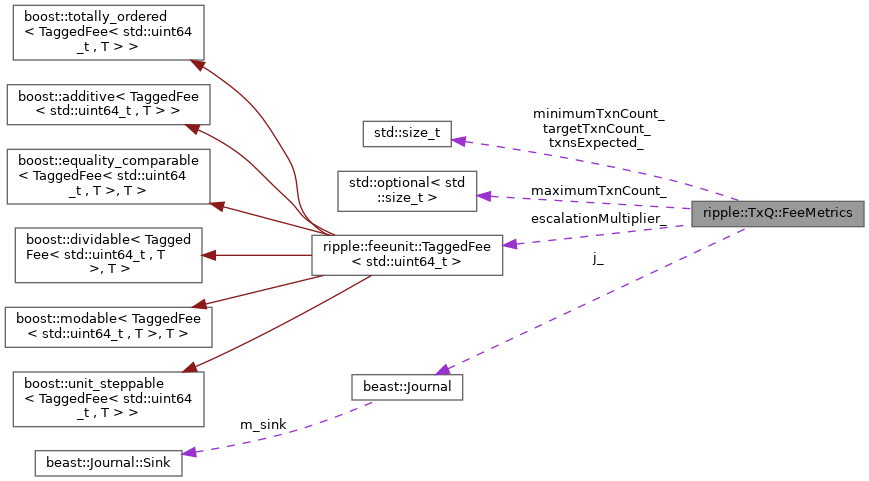 boost::totally_ordered
< TaggedFee< std::uint64
_t , T > >
boost::additive< TaggedFee
< std::uint64_t , T > >
boost::equality_comparable
< TaggedFee< std::uint64
_t , T >, T >
boost::dividable< Tagged
Fee< std::uint64_t , T
>, T >
boost::modable< TaggedFee
< std::uint64_t , T >, T >
boost::unit_steppable
< TaggedFee< std::uint64
_t , T > >
beast::Journal::Sink
std::size_t
std::optional< std
::size_t >
ripple::feeunit::TaggedFee
< std::uint64_t >
beast::Journal
m_sink
minimumTxnCount_
targetTxnCount_
txnsExpected_
maximumTxnCount_
escalationMultiplier_
j_
ripple::TxQ::FeeMetrics